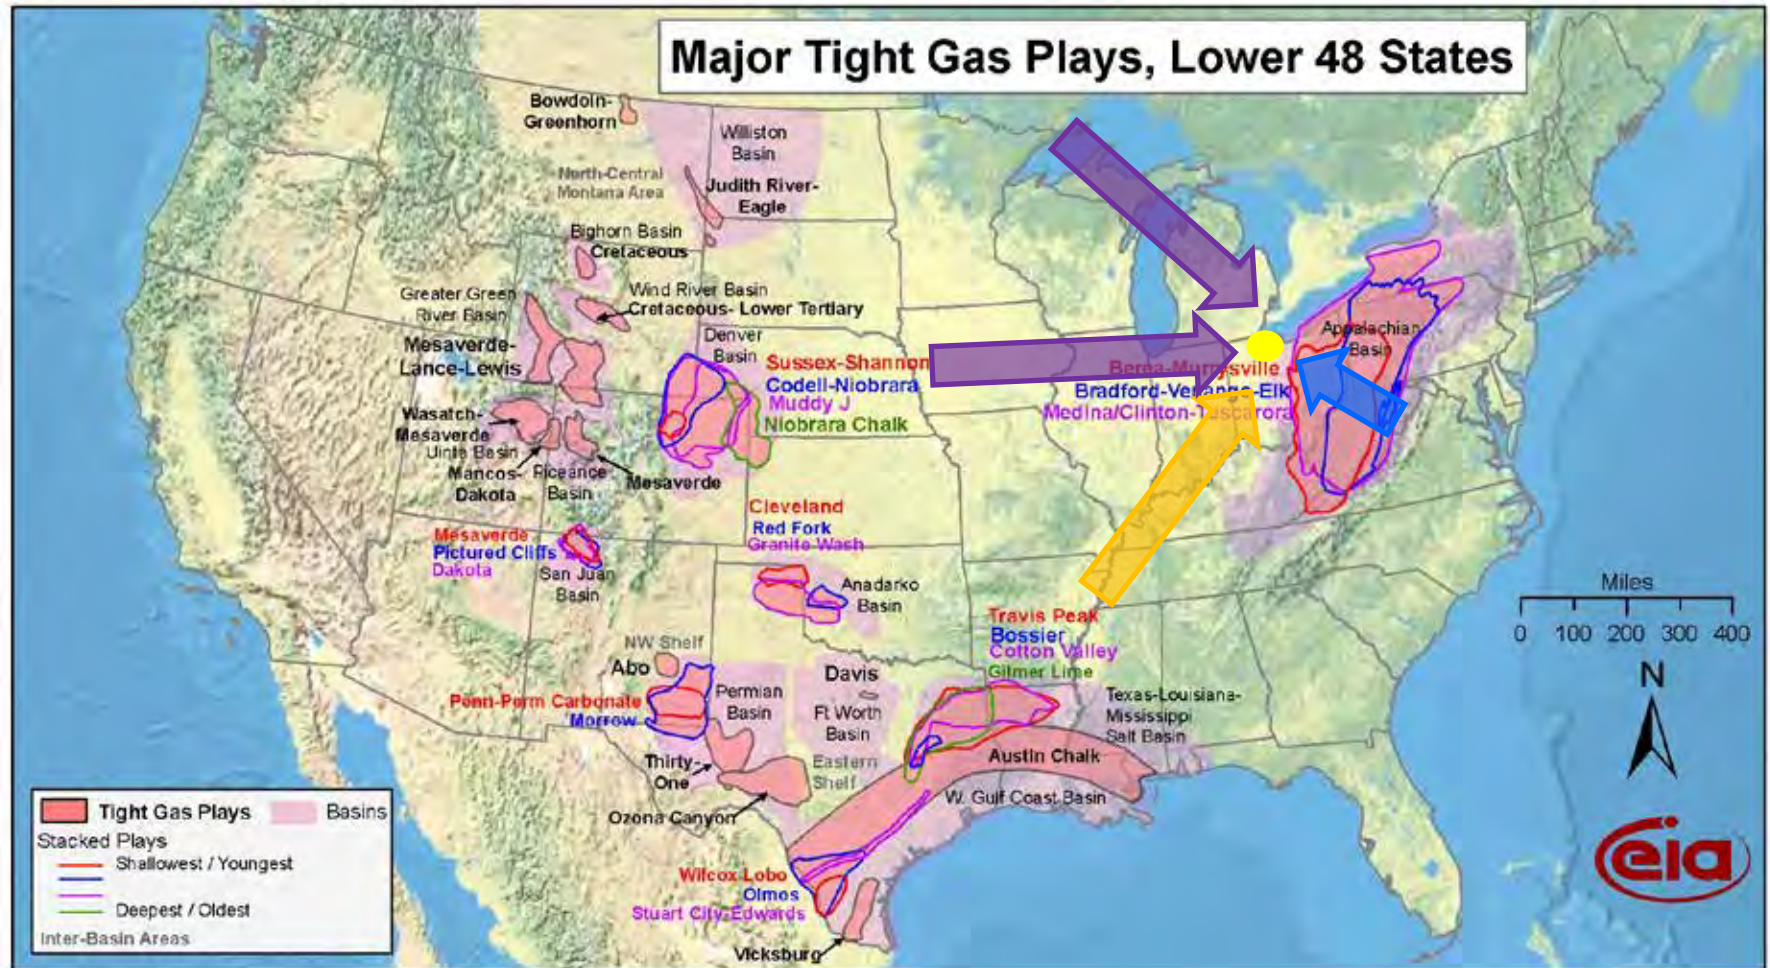 Major Tight Gas Plays, Lower 48 States
Bowdoin-
Greenhorn
Williston
Basin
North-Central
Montana Area
Judith River-
Eagle
Bighorn Basin
Cretaceous
Greater Green
River Basin
Wind River Basin
Cretaceous- Lower Tertiary
Mesaverde-
Lance-Lewis
Denver
Basin
Sussex-Shannon
Codell-Niobrara
Muddy J
Niobrara Chalk
Appalachian
Basin
Berea-Murrysville
Bradford-Venango-Elk
Medina/Clinton-Tuscarora
Wasatch-
Mesaverde
Uinta Basin
Mancos-
Dakota
Piceance
Basin
Mesaverde
Cleveland
Red Fork
Granite Wash
Mesaverde
Pictured Cliffs
Dakota
San Juan
Basin
Anadarko
Basin
Miles
0 100 200 300 400
N
Travis Peak
Bossier
Cotton Valley
Gilmer Lime
NW Shelf
Abo
Penn-Perm Carbonate
Morrow
Permian
Basin
Davis
Ft Worth
Basin
Texas-Louisiana-
Mississippi
Salt Basin
Thirty-
One
Eastern
Shelf
Austin Chalk
W. Gulf Coast Basin
Ozona Canyon
Wilcox Lobo
Olmos
Stuart City-Edwards
Vicksburg
Tight Gas Plays
Basins
Stacked Plays
Shallowest / Youngest
Deepest / Oldest
Inter-Basin Areas
eia